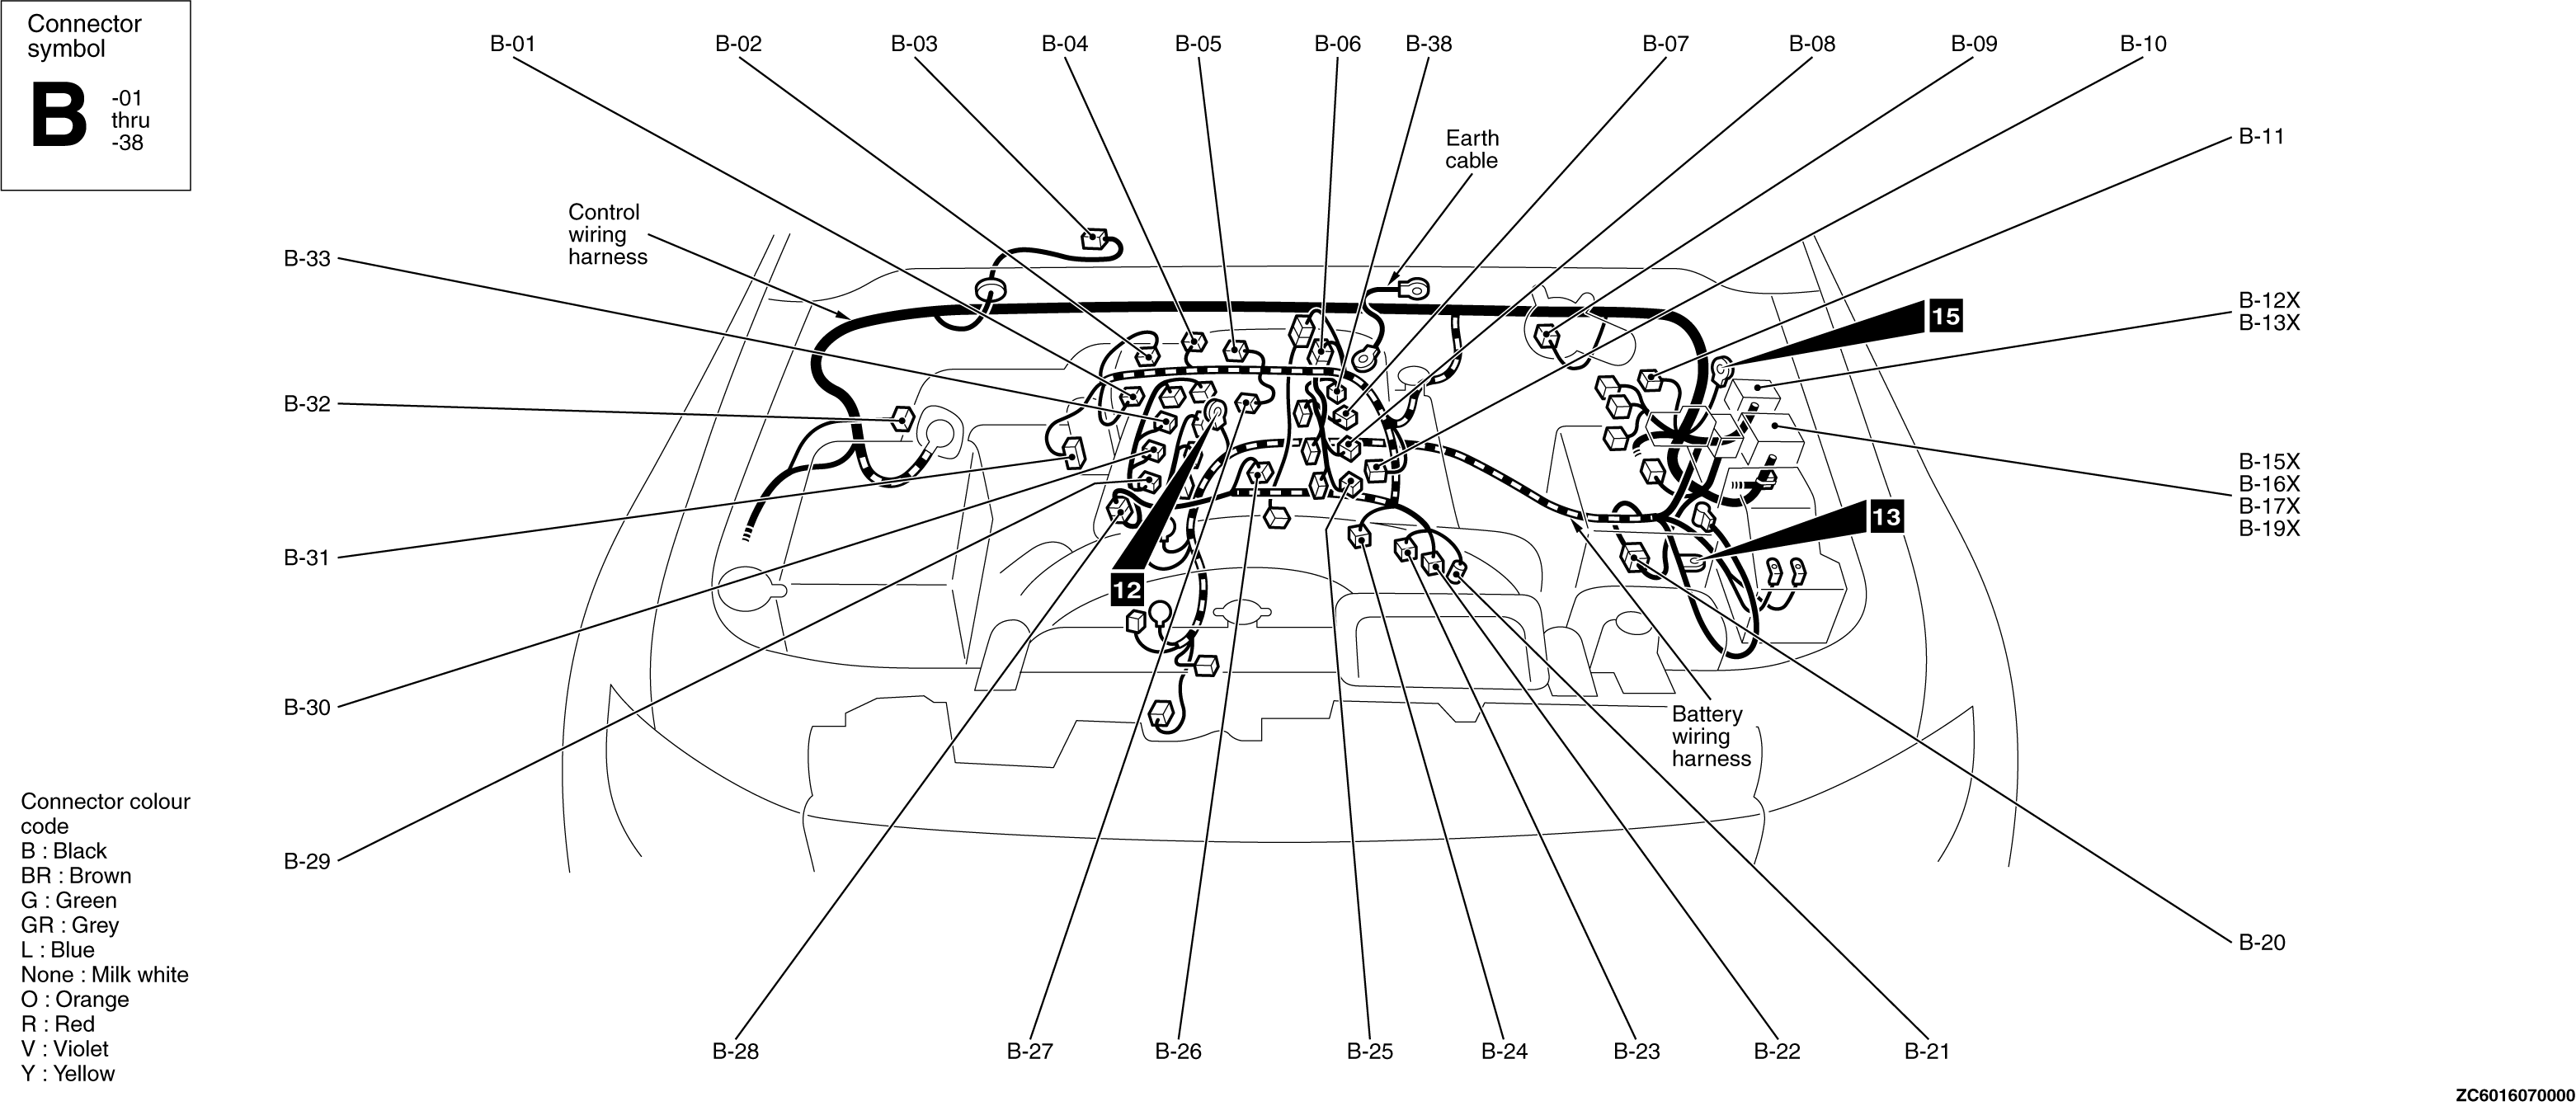 Connector
symbol
B
-01
thru
-38
B-01
B-02
B-03
B-04
B-05
B-06
B-38
B-07
B-08
B-09
B-10
B-11
Earth
cable
Control
wiring
harness
B-33
B-12X
B-13X
15
B-32
B-15X
B-16X
B-17X
B-19X
13
B-31
12
B-30
Battery
wiring
harness
B-29
B-20
Connector colour
code
B : Black
BR : Brown
G : Green
GR : Grey
L : Blue
None : Milk white
O : Orange
R : Red
V : Violet
Y : Yellow
B-28
B-27
B-26
B-25
B-24
B-23
B-22
B-21
ZC6016070000